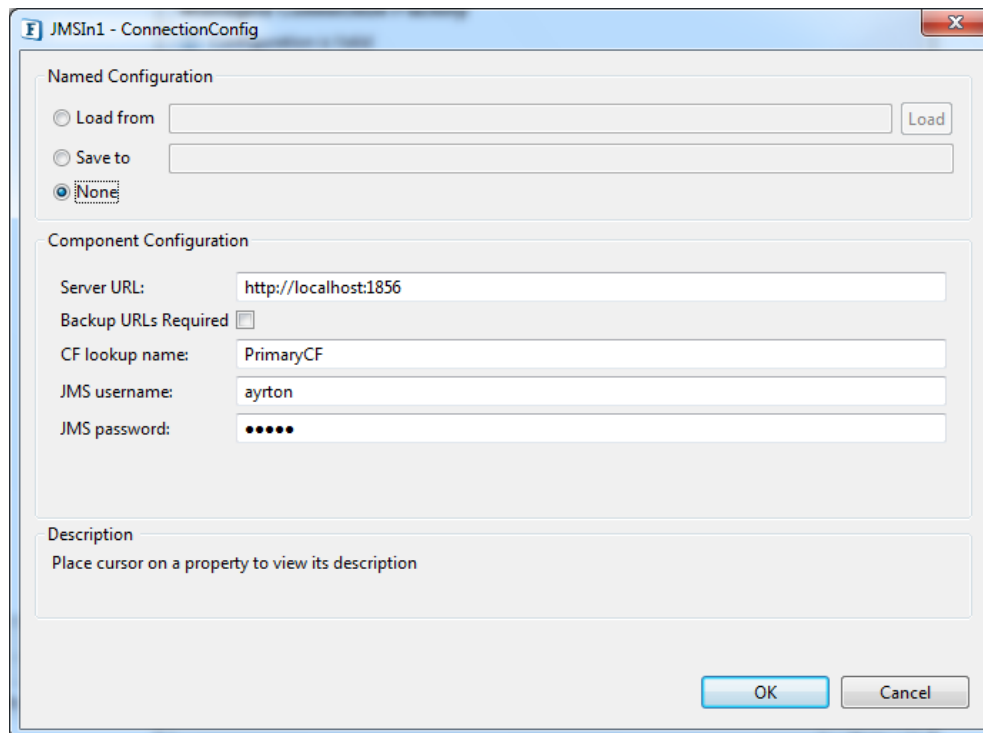 JMSIn1 - ConnectionConfig
Named Configuration
Load from
Load
Save to
None
Component Configuration
Server URL: http://localhost:1856
Backup URLs Required
CF lookup name: PrimaryCF
JMS username: ayrton
JMS password: •••••
Description
Place cursor on a property to view its description
OK Cancel